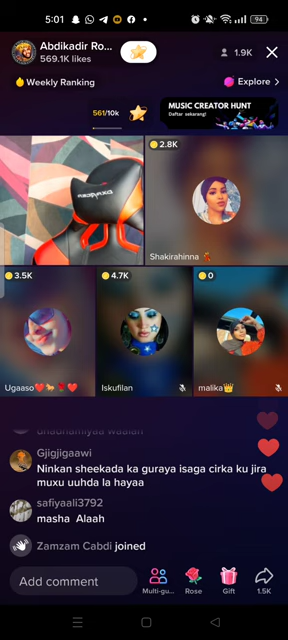 5:01
94
Abdikadir Ro...
569.1K likes
1.9K
Weekly Ranking
Explore >
561/10k
MUSIC CREATOR HUNT
Daftar sekarang!
2.8K
Shakirahinna
3.5K
4.7K
0
Ugaaso❤️🐎🌹❤️
Iskufilan
malika👑
Gjigjigaawi
Ninkan sheekada ka guraya isaga cirka ku jira
muxu uuhda la hayaa
safiyaali3792
masha Alaah
Zamzam Cabdi joined
Add comment
Multi-gu...
Rose
Gift
1.5K